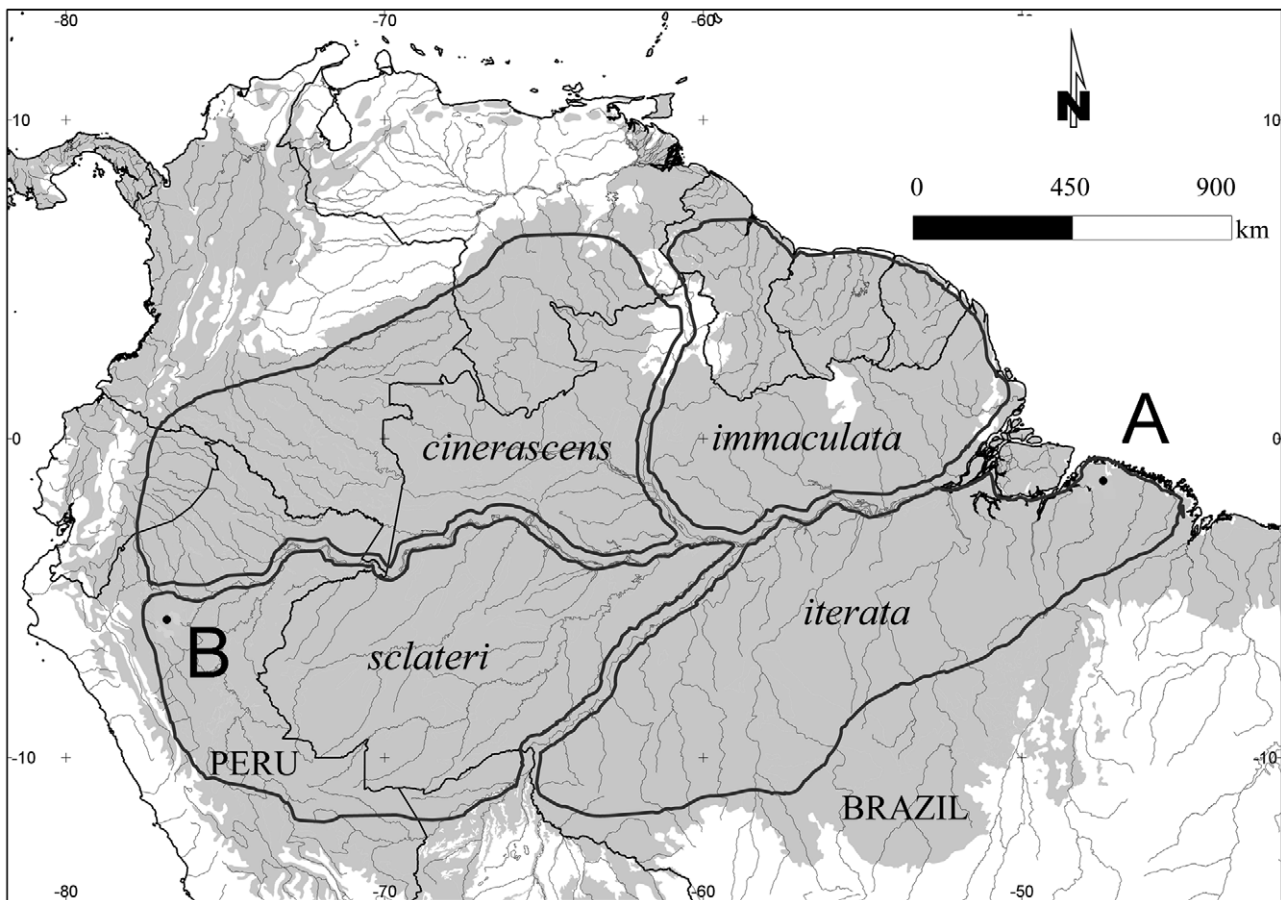 -80 -70 -60
N
10 10
0 450 900
km
A
0 cinerascens immaculata 0
iterata
B sclateri
PERU
-10 -10
BRAZIL
-80 -70 -60 -50